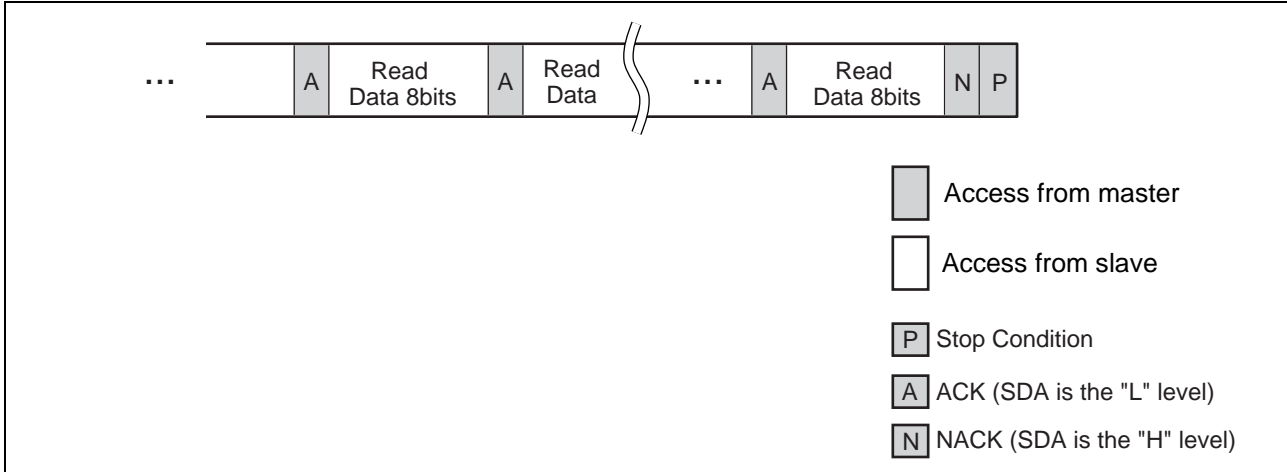 ... A Read Data 8bits A Read Data ... A Read Data 8bits N P
Access from master
Access from slave
P Stop Condition
A ACK (SDA is the "L" level)
N NACK (SDA is the "H" level)